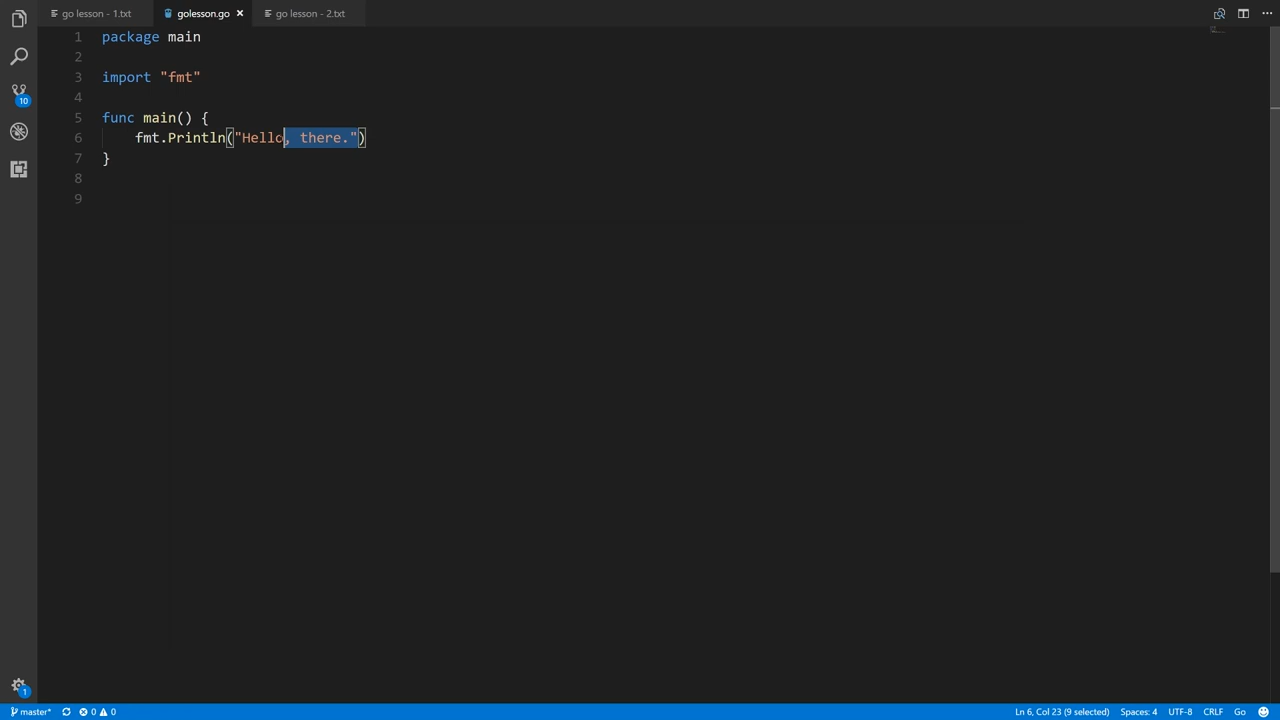 go lesson - 1.txt
golesson.go
go lesson - 2.txt
1 package main
2
3 import "fmt"
4
5 func main() {
6 fmt.Println("Hello, there.")
7 }
8
9
10
1
master*
0 0
Ln 6, Col 23 (9 selected)
Spaces: 4
UTF-8
CRLF
Go